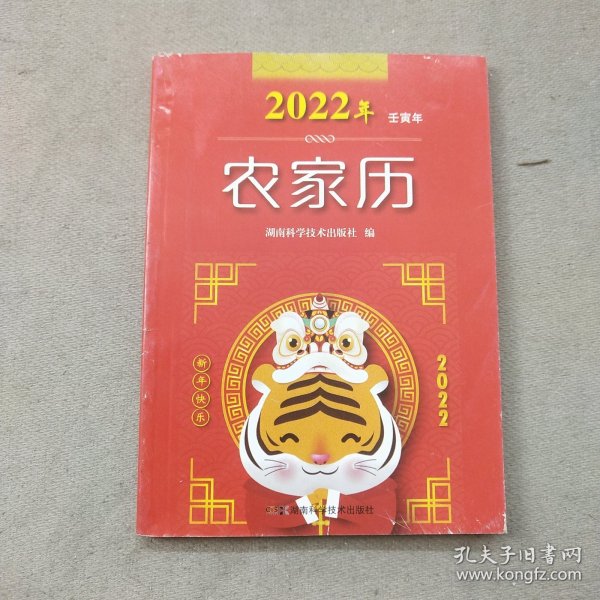 2022年 壬寅年
农家历
湖南科学技术出版社 编
新年快乐
2022
湖南科学技术出版社
孔夫子旧书网
www.kongfz.com